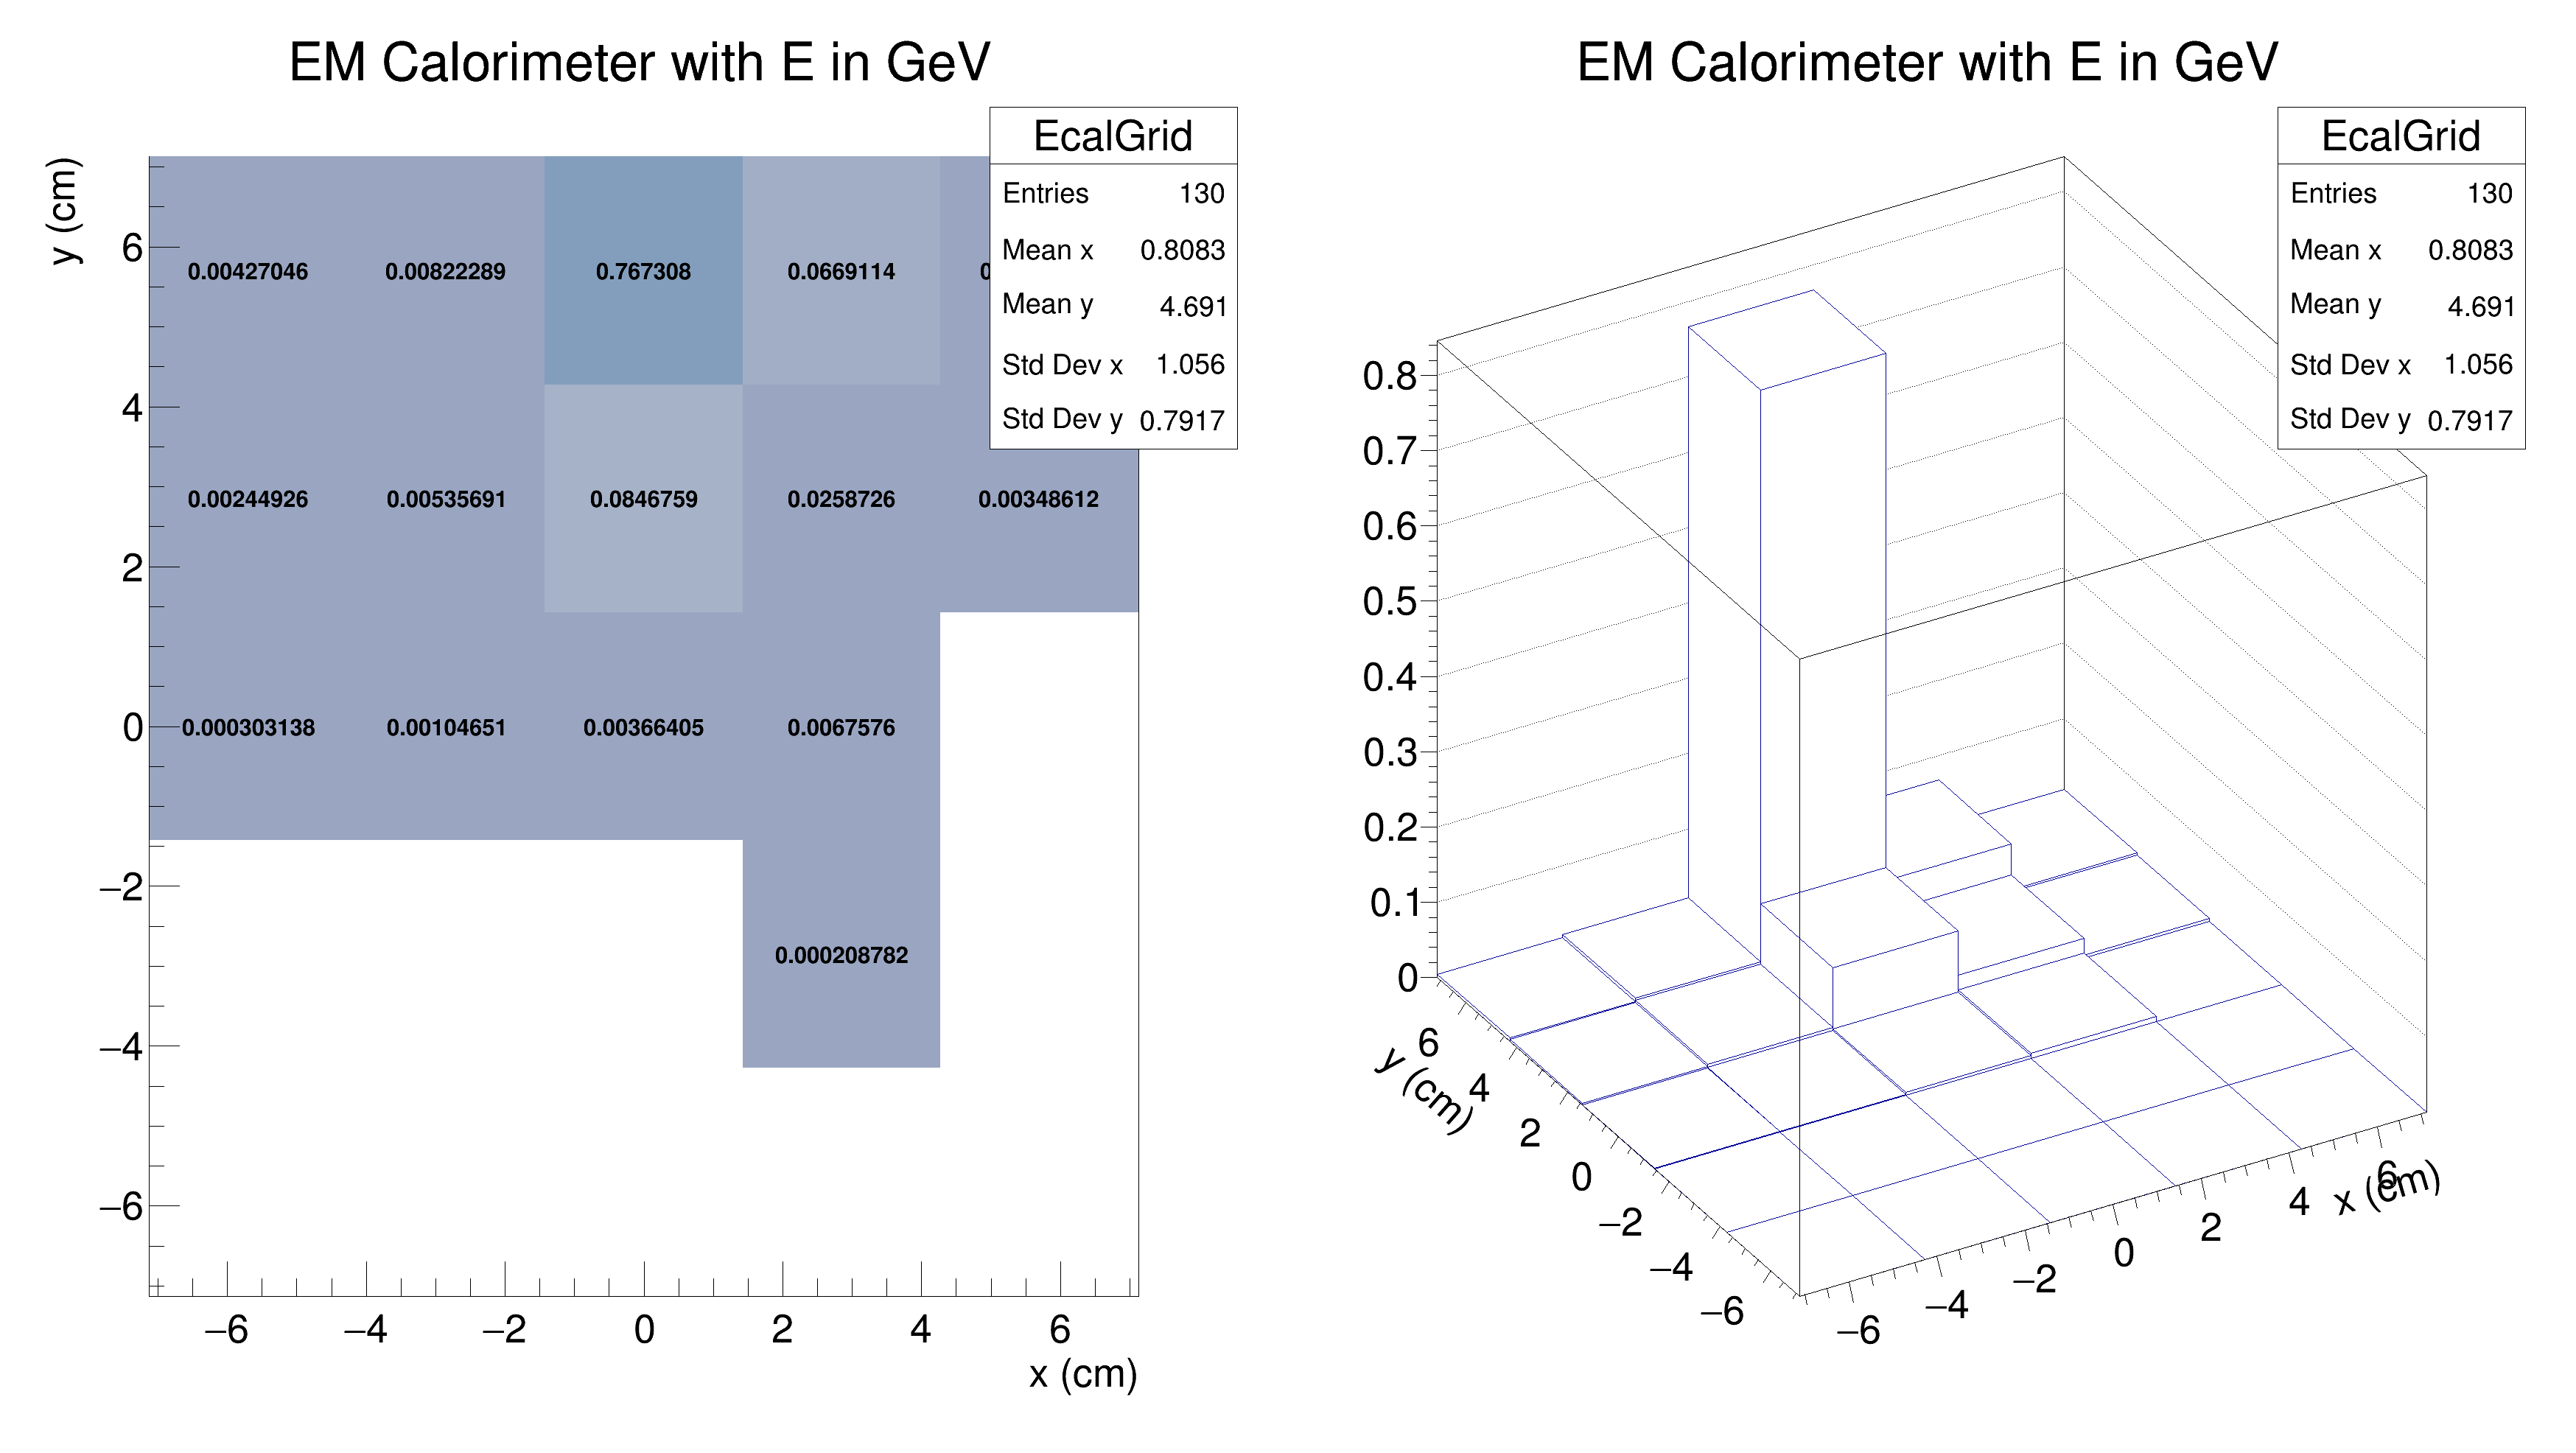 EM Calorimeter with E in GeV
EcalGrid
Entries 130
Mean x 0.8083
Mean y 4.691
Std Dev x 1.056
Std Dev y 0.7917
y (cm)
6
4
2
0
−2
−4
−6
0.00427046 0.00822289 0.767308 0.0669114
0.00244926 0.00535691 0.0846759 0.0258726 0.00348612
0.000303138 0.00104651 0.00366405 0.0067576
0.000208782
−6 −4 −2 0 2 4 6
x (cm)
EM Calorimeter with E in GeV
EcalGrid
Entries 130
Mean x 0.8083
Mean y 4.691
Std Dev x 1.056
Std Dev y 0.7917
0.8
0.7
0.6
0.5
0.4
0.3
0.2
0.1
0
6
4
2
0
−2
−4
−6
y (cm)
−6 −4 −2 0 2 4 6
x (cm)